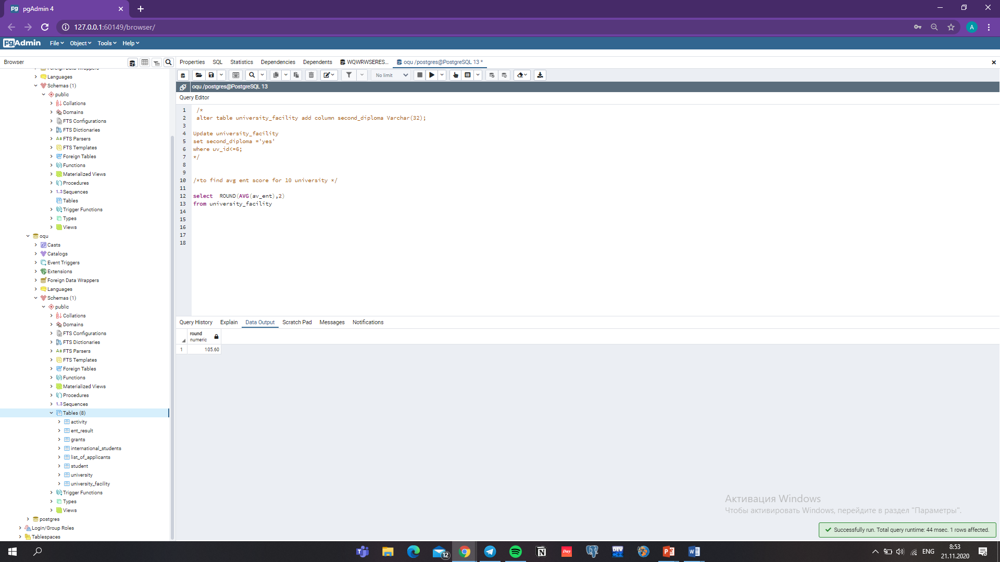 pgAdmin 4
127.0.0.1:60149/browser/
A
pgAdmin File Object Tools Help
Browser
Properties SQL Statistics Dependencies Dependents WQWRWSERES... oqu /postgres@PostgreSQL 13 *
No limit
oqu /postgres@PostgreSQL 13
Query Editor
Foreign Data Wrappers
Languages
Schemas (1)
public
Collations
Domains
FTS Configurations
FTS Dictionaries
FTS Parsers
FTS Templates
Foreign Tables
Functions
Materialized Views
Procedures
1..3 Sequences
Tables
Trigger Functions
Types
Views
oqu
Casts
Catalogs
Event Triggers
Extensions
Foreign Data Wrappers
Languages
Schemas (1)
public
Collations
Domains
FTS Configurations
FTS Dictionaries
FTS Parsers
FTS Templates
Foreign Tables
Functions
Materialized Views
Procedures
1..3 Sequences
Tables (8)
activity
ent_result
grants
international_students
list_of_applicants
student
university
university_facility
Trigger Functions
Types
Views
postgres
Login/Group Roles
Tablespaces
1 /*
2 alter table university_facility add column second_diploma Varchar(32);
3
4 Update university_facility
5 set second_diploma ='yes'
6 where uv_id<=6;
7 */
8
9
10 /*to find avg ent score for 10 university */
11
12 select ROUND(AVG(av_ent),2)
13 from university_facility
14
15
16
17
18
Query History Explain Data Output Scratch Pad Messages Notifications
round
numeric
1 105.60
Активация Windows
Чтобы активировать Windows, перейдите в раздел "Параметры".
Successfully run. Total query runtime: 44 msec. 1 rows affected.
12
Day
DEV
ENG
8:53
21.11.2020